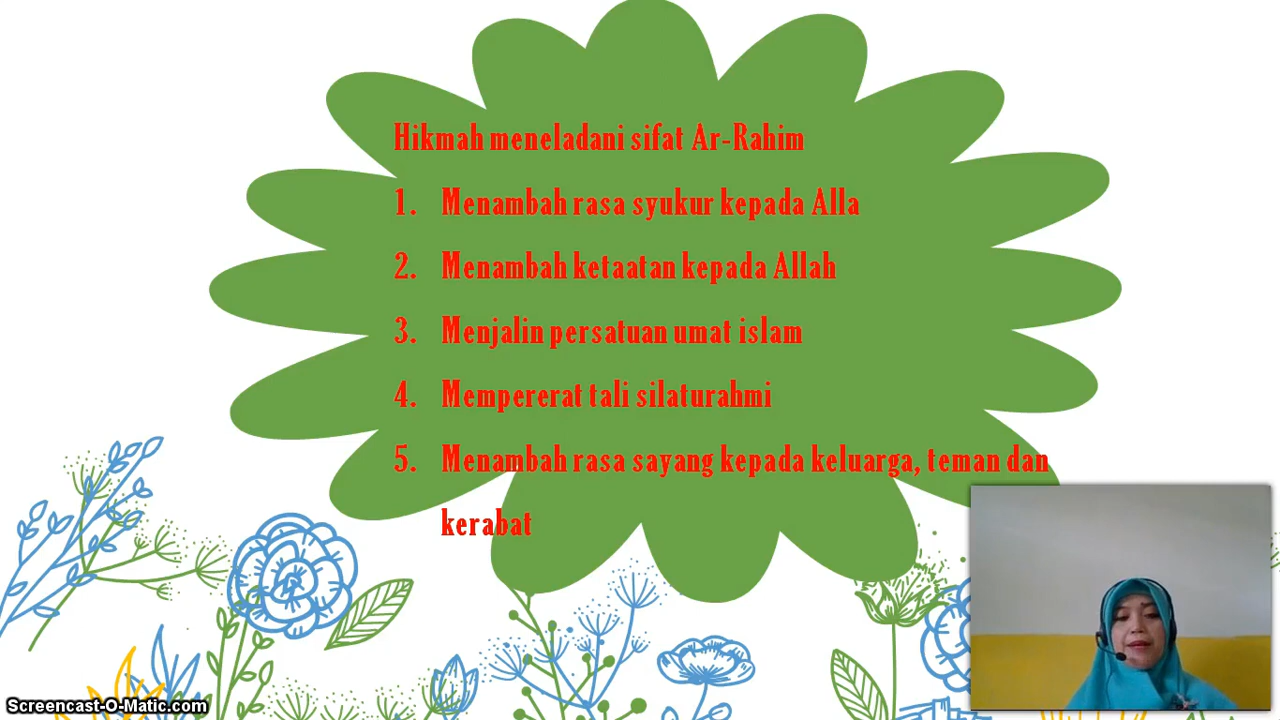 Hikmah meneladani sifat Ar-Rahim
1. Menambah rasa syukur kepada Alla
2. Menambah ketaatan kepada Allah
3. Menjalin persatuan umat islam
4. Mempererat tali silaturahmi
5. Menambah rasa sayang kepada keluarga, teman dan
kerabat
Screencast-O-Matic.com